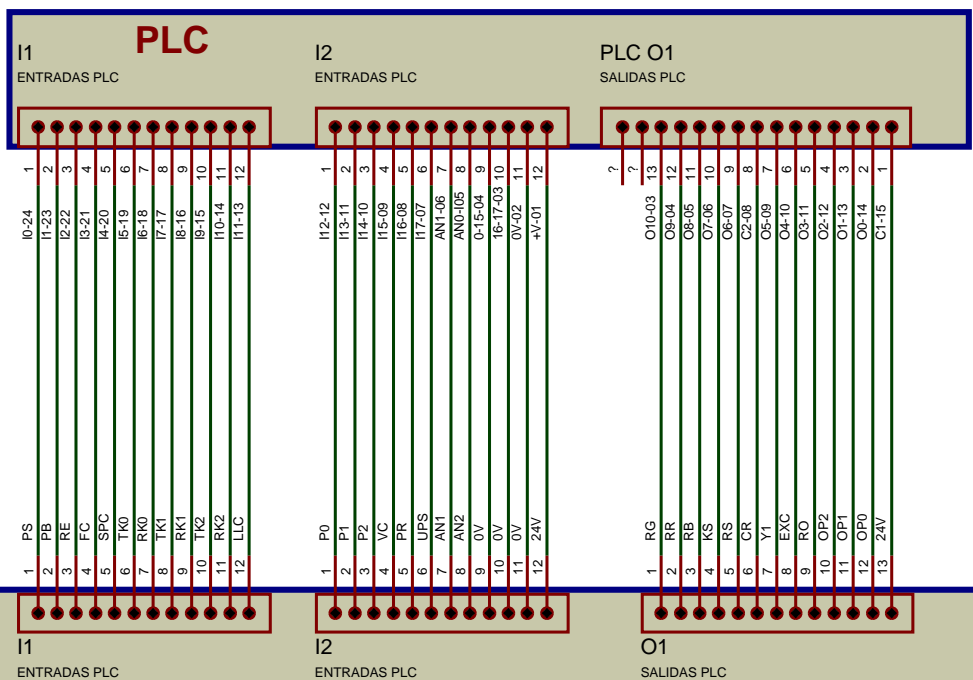 PLC
I1
ENTRADAS PLC
I2
ENTRADAS PLC
PLC O1
SALIDAS PLC
1 2 3 4 5 6 7 8 9 10 11 12
1 2 3 4 5 6 7 8 9 10 11 12
? ? 13 12 11 10 9 8 7 6 5 4 3 2 1
I0-24 I1-23 I2-22 I3-21 I4-20 I5-19 I6-18 I7-17 I8-16 I9-15 I10-14 I11-13
I12-12 I13-11 I14-10 I15-09 I16-08 I17-07 AN1-06 AN0-I05 0-15-04 16-17-03 0V-02 +V-01
O10-03 O9-04 O8-05 O7-06 O6-07 C2-08 O5-09 O4-10 O3-11 O2-12 O1-13 O0-14 C1-15
PS PB RE FC SPC TK0 RK0 TK1 RK1 TK2 RK2 LLC
P0 P1 P2 VC PR UPS AN1 AN2 0V 0V 0V 24V
RG RR RB KS RS CR Y1 EXC RO OP2 OP1 OP0 24V
1 2 3 4 5 6 7 8 9 10 11 12
1 2 3 4 5 6 7 8 9 10 11 12
1 2 3 4 5 6 7 8 9 10 11 12 13
I1
ENTRADAS PLC
I2
ENTRADAS PLC
O1
SALIDAS PLC